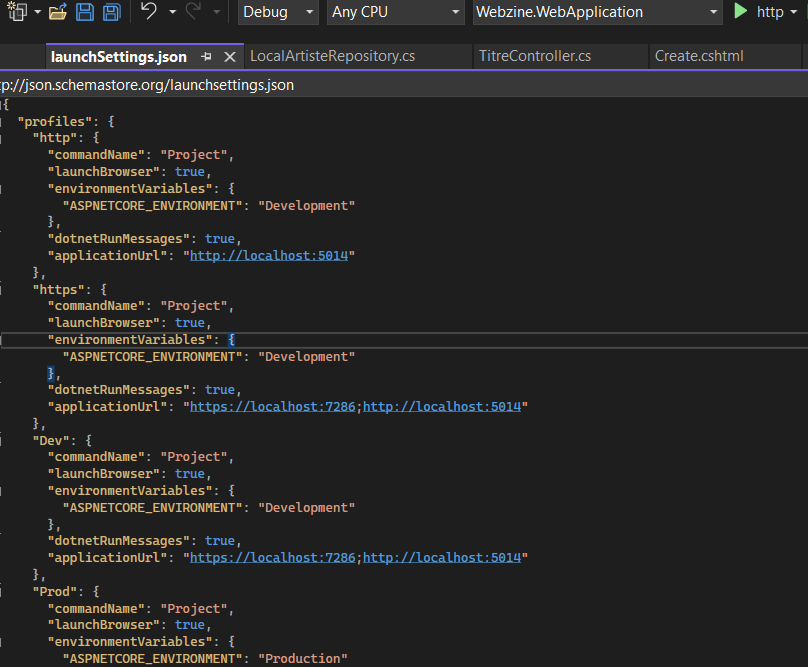 Debug Any CPU Webzine.WebApplication http
launchSettings.json LocalArtisteRepository.cs TitreController.cs Create.cshtml
p://json.schemastore.org/launchsettings.json
{
"profiles": {
"http": {
"commandName": "Project",
"launchBrowser": true,
"environmentVariables": {
"ASPNETCORE_ENVIRONMENT": "Development"
},
"dotnetRunMessages": true,
"applicationUrl": "http://localhost:5014"
},
"https": {
"commandName": "Project",
"launchBrowser": true,
"environmentVariables": {
"ASPNETCORE_ENVIRONMENT": "Development"
},
"dotnetRunMessages": true,
"applicationUrl": "https://localhost:7286;http://localhost:5014"
},
"Dev": {
"commandName": "Project",
"launchBrowser": true,
"environmentVariables": {
"ASPNETCORE_ENVIRONMENT": "Development"
},
"dotnetRunMessages": true,
"applicationUrl": "https://localhost:7286;http://localhost:5014"
},
"Prod": {
"commandName": "Project",
"launchBrowser": true,
"environmentVariables": {
"ASPNETCORE_ENVIRONMENT": "Production"